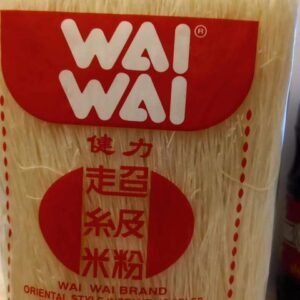 WAI®
WAI
健力
超
級
米粉
WAI WAI BRAND
ORIENTAL STYLE